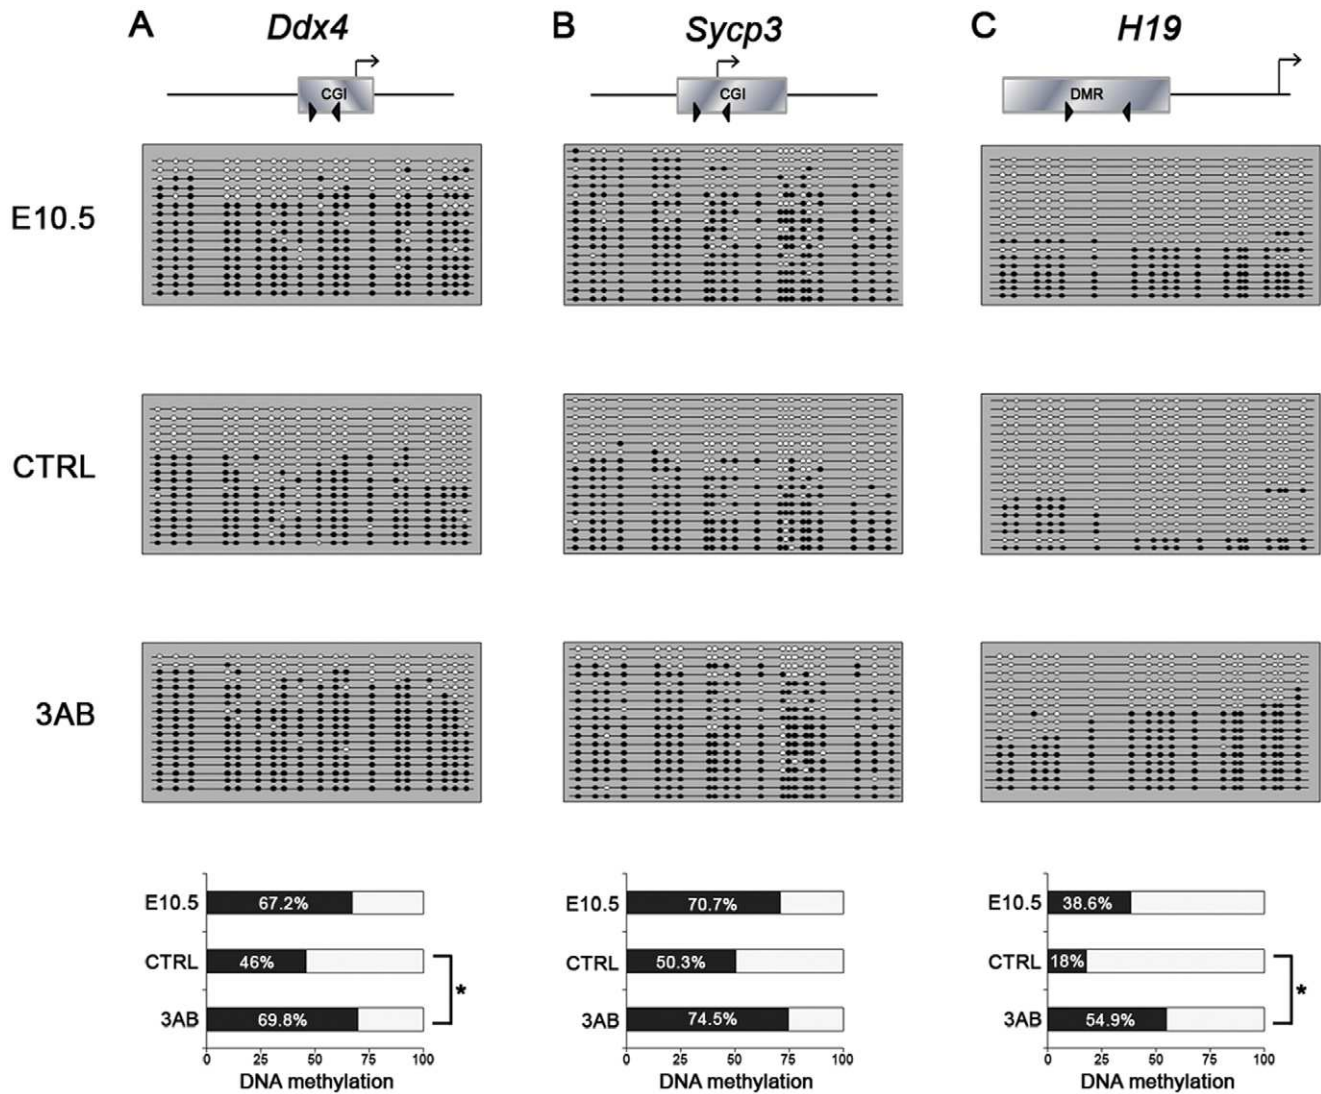 A Ddx4 B Sycp3 C H19
CGI CGI DMR
E10.5
CTRL
3AB
E10.5 67.2% E10.5 70.7% E10.5 38.6%
CTRL 46% CTRL 50.3% CTRL 18%
* *
3AB 69.8% 3AB 74.5% 3AB 54.9%
0 25 50 75 100 0 25 50 75 100 0 25 50 75 100
DNA methylation DNA methylation DNA methylation